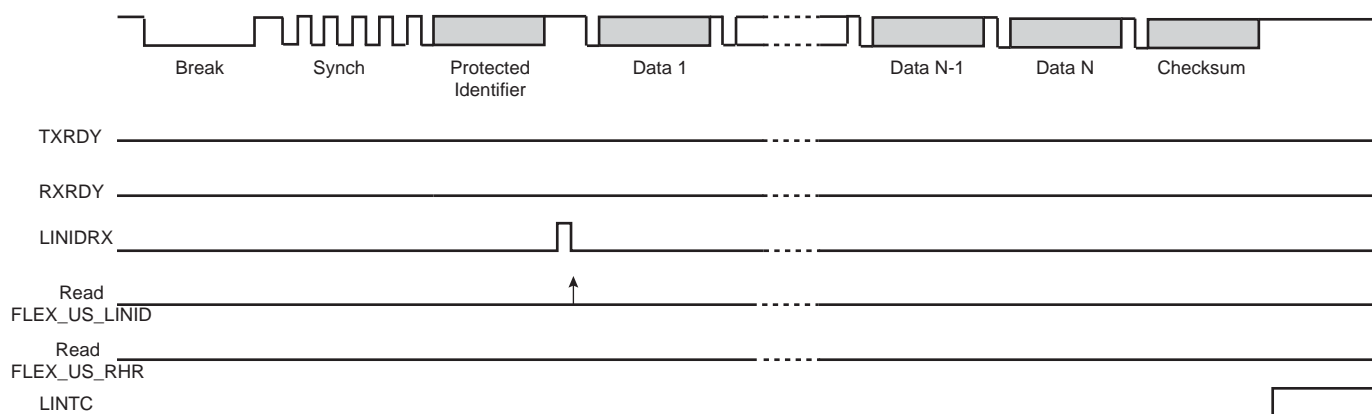 Break Synch Protected Data 1 Data N-1 Data N Checksum
Identifier
TXRDY
RXRDY
LINIDRX
Read
FLEX_US_LINID
Read
FLEX_US_RHR
LINTC